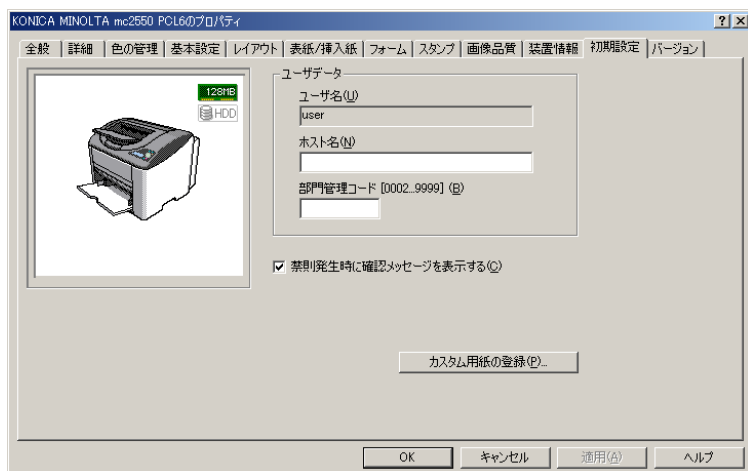 KONICA MINOLTA mc2550 PCL6のプロパティ
全般 詳細 色の管理 基本設定 レイアウト 表紙/挿入紙 フォーム スタンプ 画像品質 装置情報 初期設定 バージョン
128MB
HDD
ユーザデータ
ユーザ名(U)
user
ホスト名(N)
部門管理コード [0002...9999] (B)
禁則発生時に確認メッセージを表示する(C)
カスタム用紙の登録(P)...
OK キャンセル 適用(A) ヘルプ